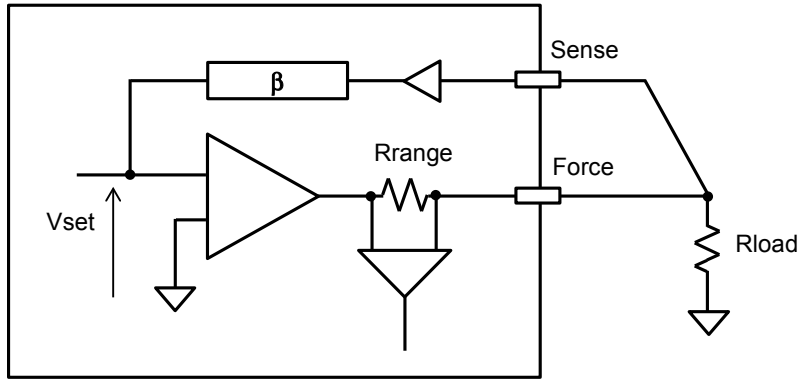 Sense
β
Rrange
Force
Vset
Rload